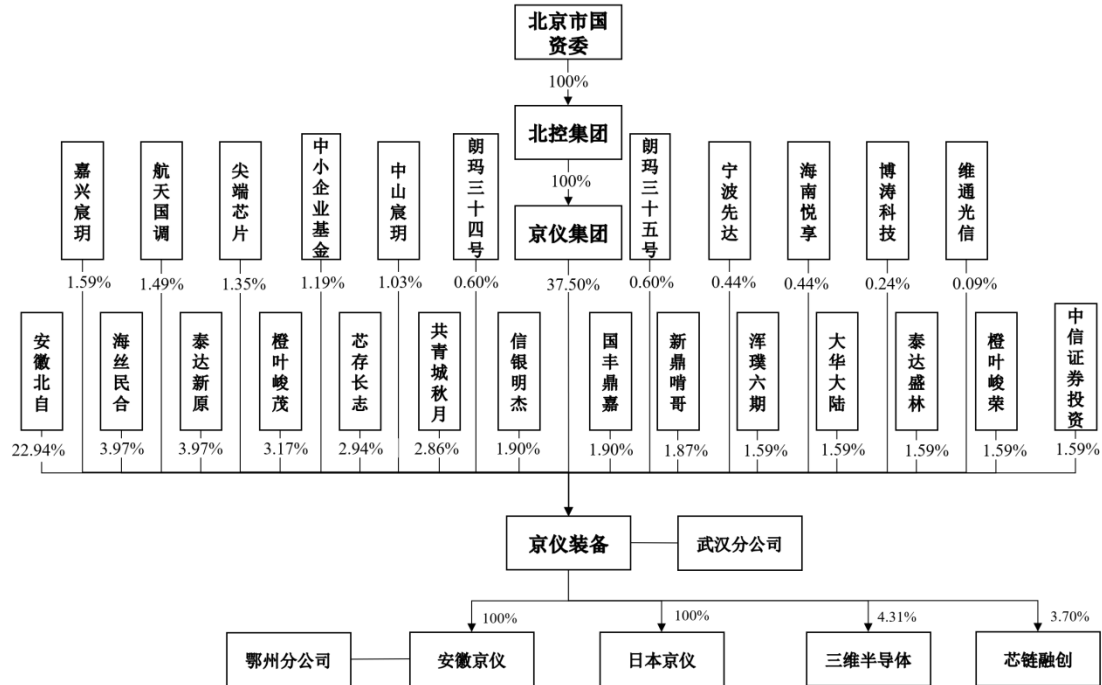 北京市国
资委
100%
北控集团
100%
京仪集团
37.50%
嘉兴宸玥
1.59%
航天国调
1.49%
尖端芯片
1.35%
中小企业基金
1.19%
中山宸玥
1.03%
朗玛三十四号
0.60%
朗玛三十五号
0.60%
宁波先达
0.44%
海南悦享
0.44%
博涛科技
0.24%
维通光信
0.09%
安徽北自
22.94%
海丝民合
3.97%
泰达新原
3.97%
橙叶峻茂
3.17%
芯存长志
2.94%
共青城秋月
2.86%
信银明杰
1.90%
国丰鼎嘉
1.90%
新鼎啃哥
1.87%
浑璞六期
1.59%
大华大陆
1.59%
泰达盛林
1.59%
橙叶峻荣
1.59%
中信证券投资
1.59%
京仪装备
武汉分公司
100%
100%
4.31%
3.70%
鄂州分公司
安徽京仪
日本京仪
三维半导体
芯链融创